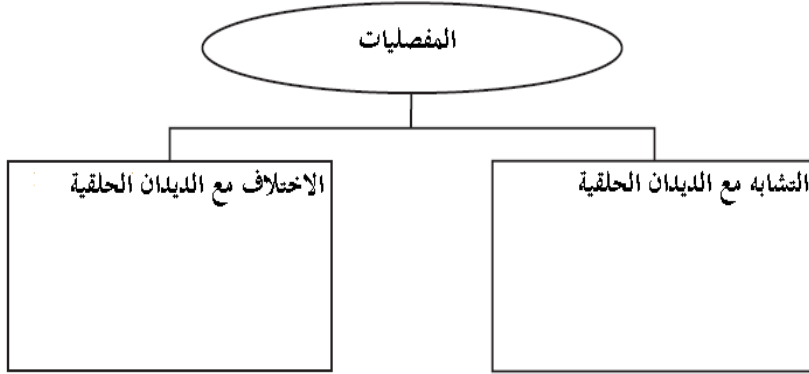 المفصليات
التشابه مع الديدان الحلقية
الاختلاف مع الديدان الحلقية